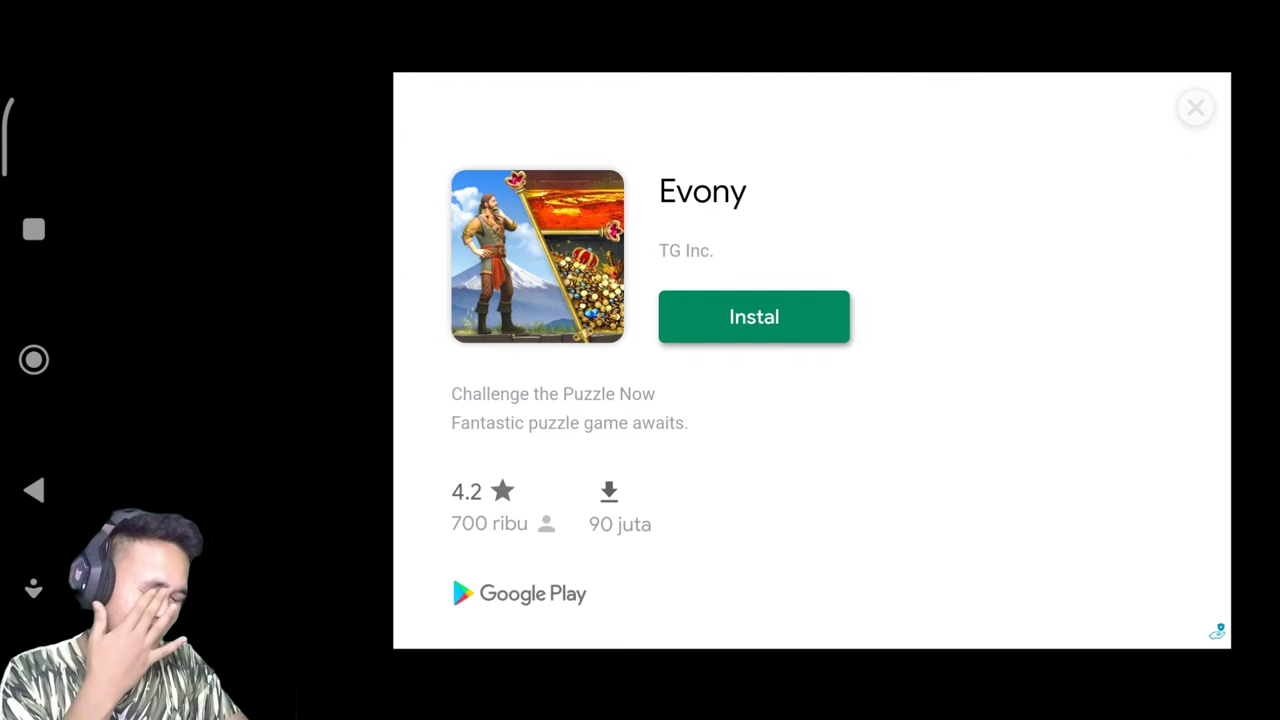 Evony
TG Inc.
Instal
Challenge the Puzzle Now
Fantastic puzzle game awaits.
4.2
700 ribu
90 juta
Google Play